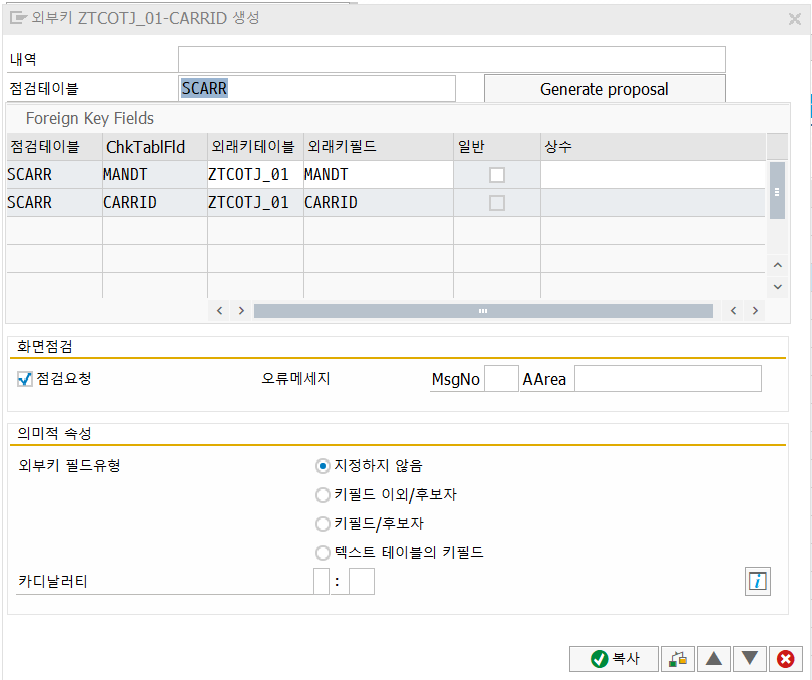 외부키 ZTCOTJ_01-CARRID 생성
내역
점검테이블 SCARR Generate proposal
Foreign Key Fields
점검테이블 ChkTablFld 외래키테이블 외래키필드 일반 상수
SCARR MANDT ZTCOTJ_01 MANDT
SCARR CARRID ZTCOTJ_01 CARRID
화면점검
점검요청 오류메세지 MsgNo AArea
의미적 속성
외부키 필드유형 지정하지 않음
키필드 이외/후보자
키필드/후보자
텍스트 테이블의 키필드
카디날러티 :
복사